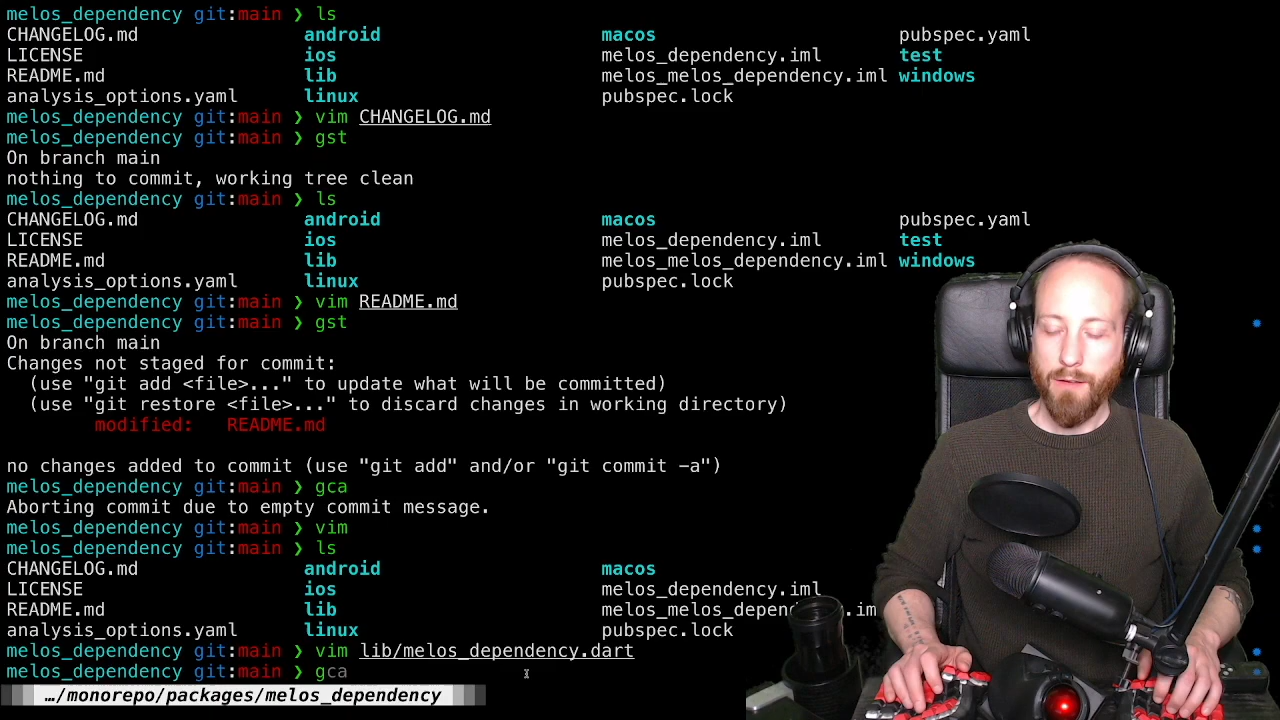 melos_dependency git:main ❯ ls
CHANGELOG.md android macos pubspec.yaml
LICENSE ios melos_dependency.iml test
README.md lib melos_melos_dependency.iml windows
analysis_options.yaml linux pubspec.lock
melos_dependency git:main ❯ vim CHANGELOG.md
melos_dependency git:main ❯ gst
On branch main
nothing to commit, working tree clean
melos_dependency git:main ❯ ls
CHANGELOG.md android macos pubspec.yaml
LICENSE ios melos_dependency.iml test
README.md lib melos_melos_dependency.iml windows
analysis_options.yaml linux pubspec.lock
melos_dependency git:main ❯ vim README.md
melos_dependency git:main ❯ gst
On branch main
Changes not staged for commit:
(use "git add <file>..." to update what will be committed)
(use "git restore <file>..." to discard changes in working directory)
modified: README.md
no changes added to commit (use "git add" and/or "git commit -a")
melos_dependency git:main ❯ gca
Aborting commit due to empty commit message.
melos_dependency git:main ❯ vim
melos_dependency git:main ❯ ls
CHANGELOG.md android macos
LICENSE ios melos_dependency.iml
README.md lib
analysis_options.yaml linux pubspec.lock
melos_dependency git:main ❯ vim lib/melos_dependency.dart
melos_dependency git:main ❯ gca
…/monorepo/packages/melos_dependency